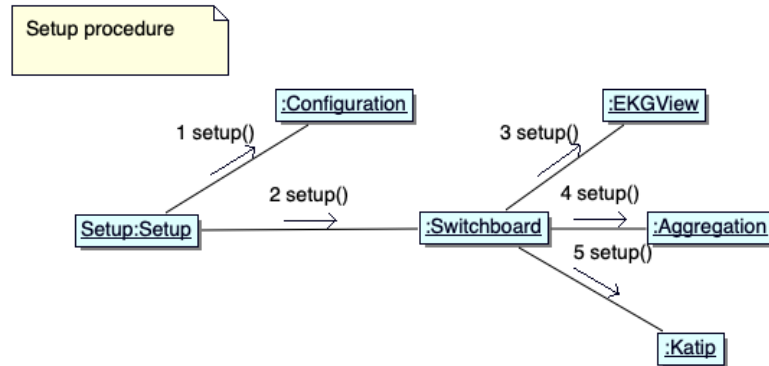 Setup procedure
:Configuration
:EKGView
1 setup()
3 setup()
2 setup()
4 setup()
Setup:Setup
:Switchboard
:Aggregation
5 setup()
:Katip